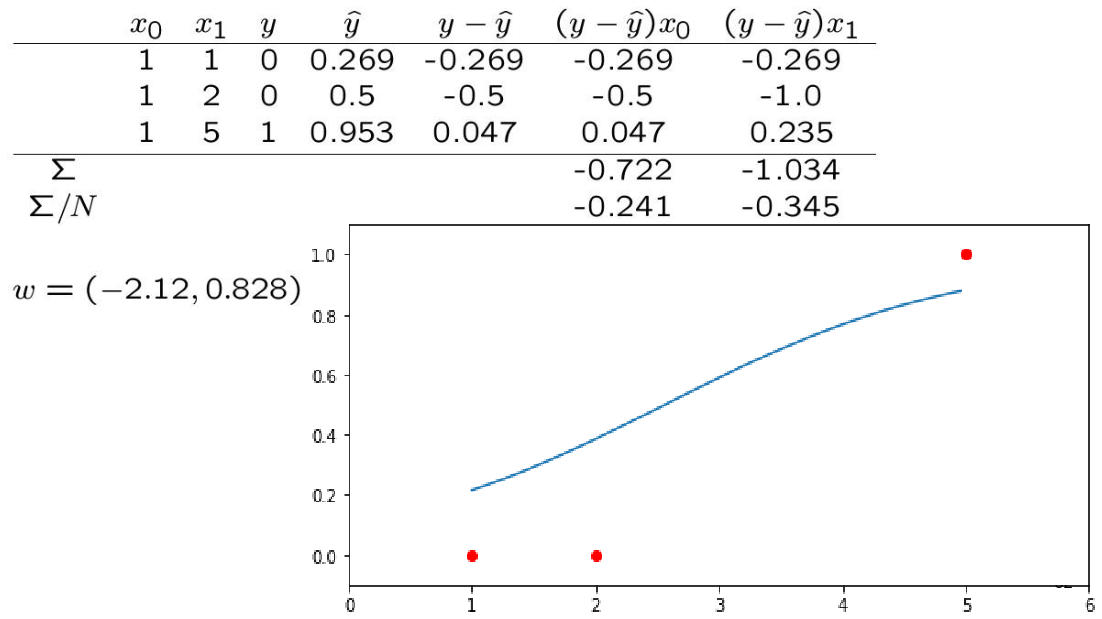 x₀ x₁ y ŷ y − ŷ (y − ŷ)x₀ (y − ŷ)x₁
1 1 0 0.269 -0.269 -0.269 -0.269
1 2 0 0.5 -0.5 -0.5 -1.0
1 5 1 0.953 0.047 0.047 0.235
Σ -0.722 -1.034
Σ/N -0.241 -0.345
w = (−2.12, 0.828)
1.0
0.8
0.6
0.4
0.2
0.0
0 1 2 3 4 5 6